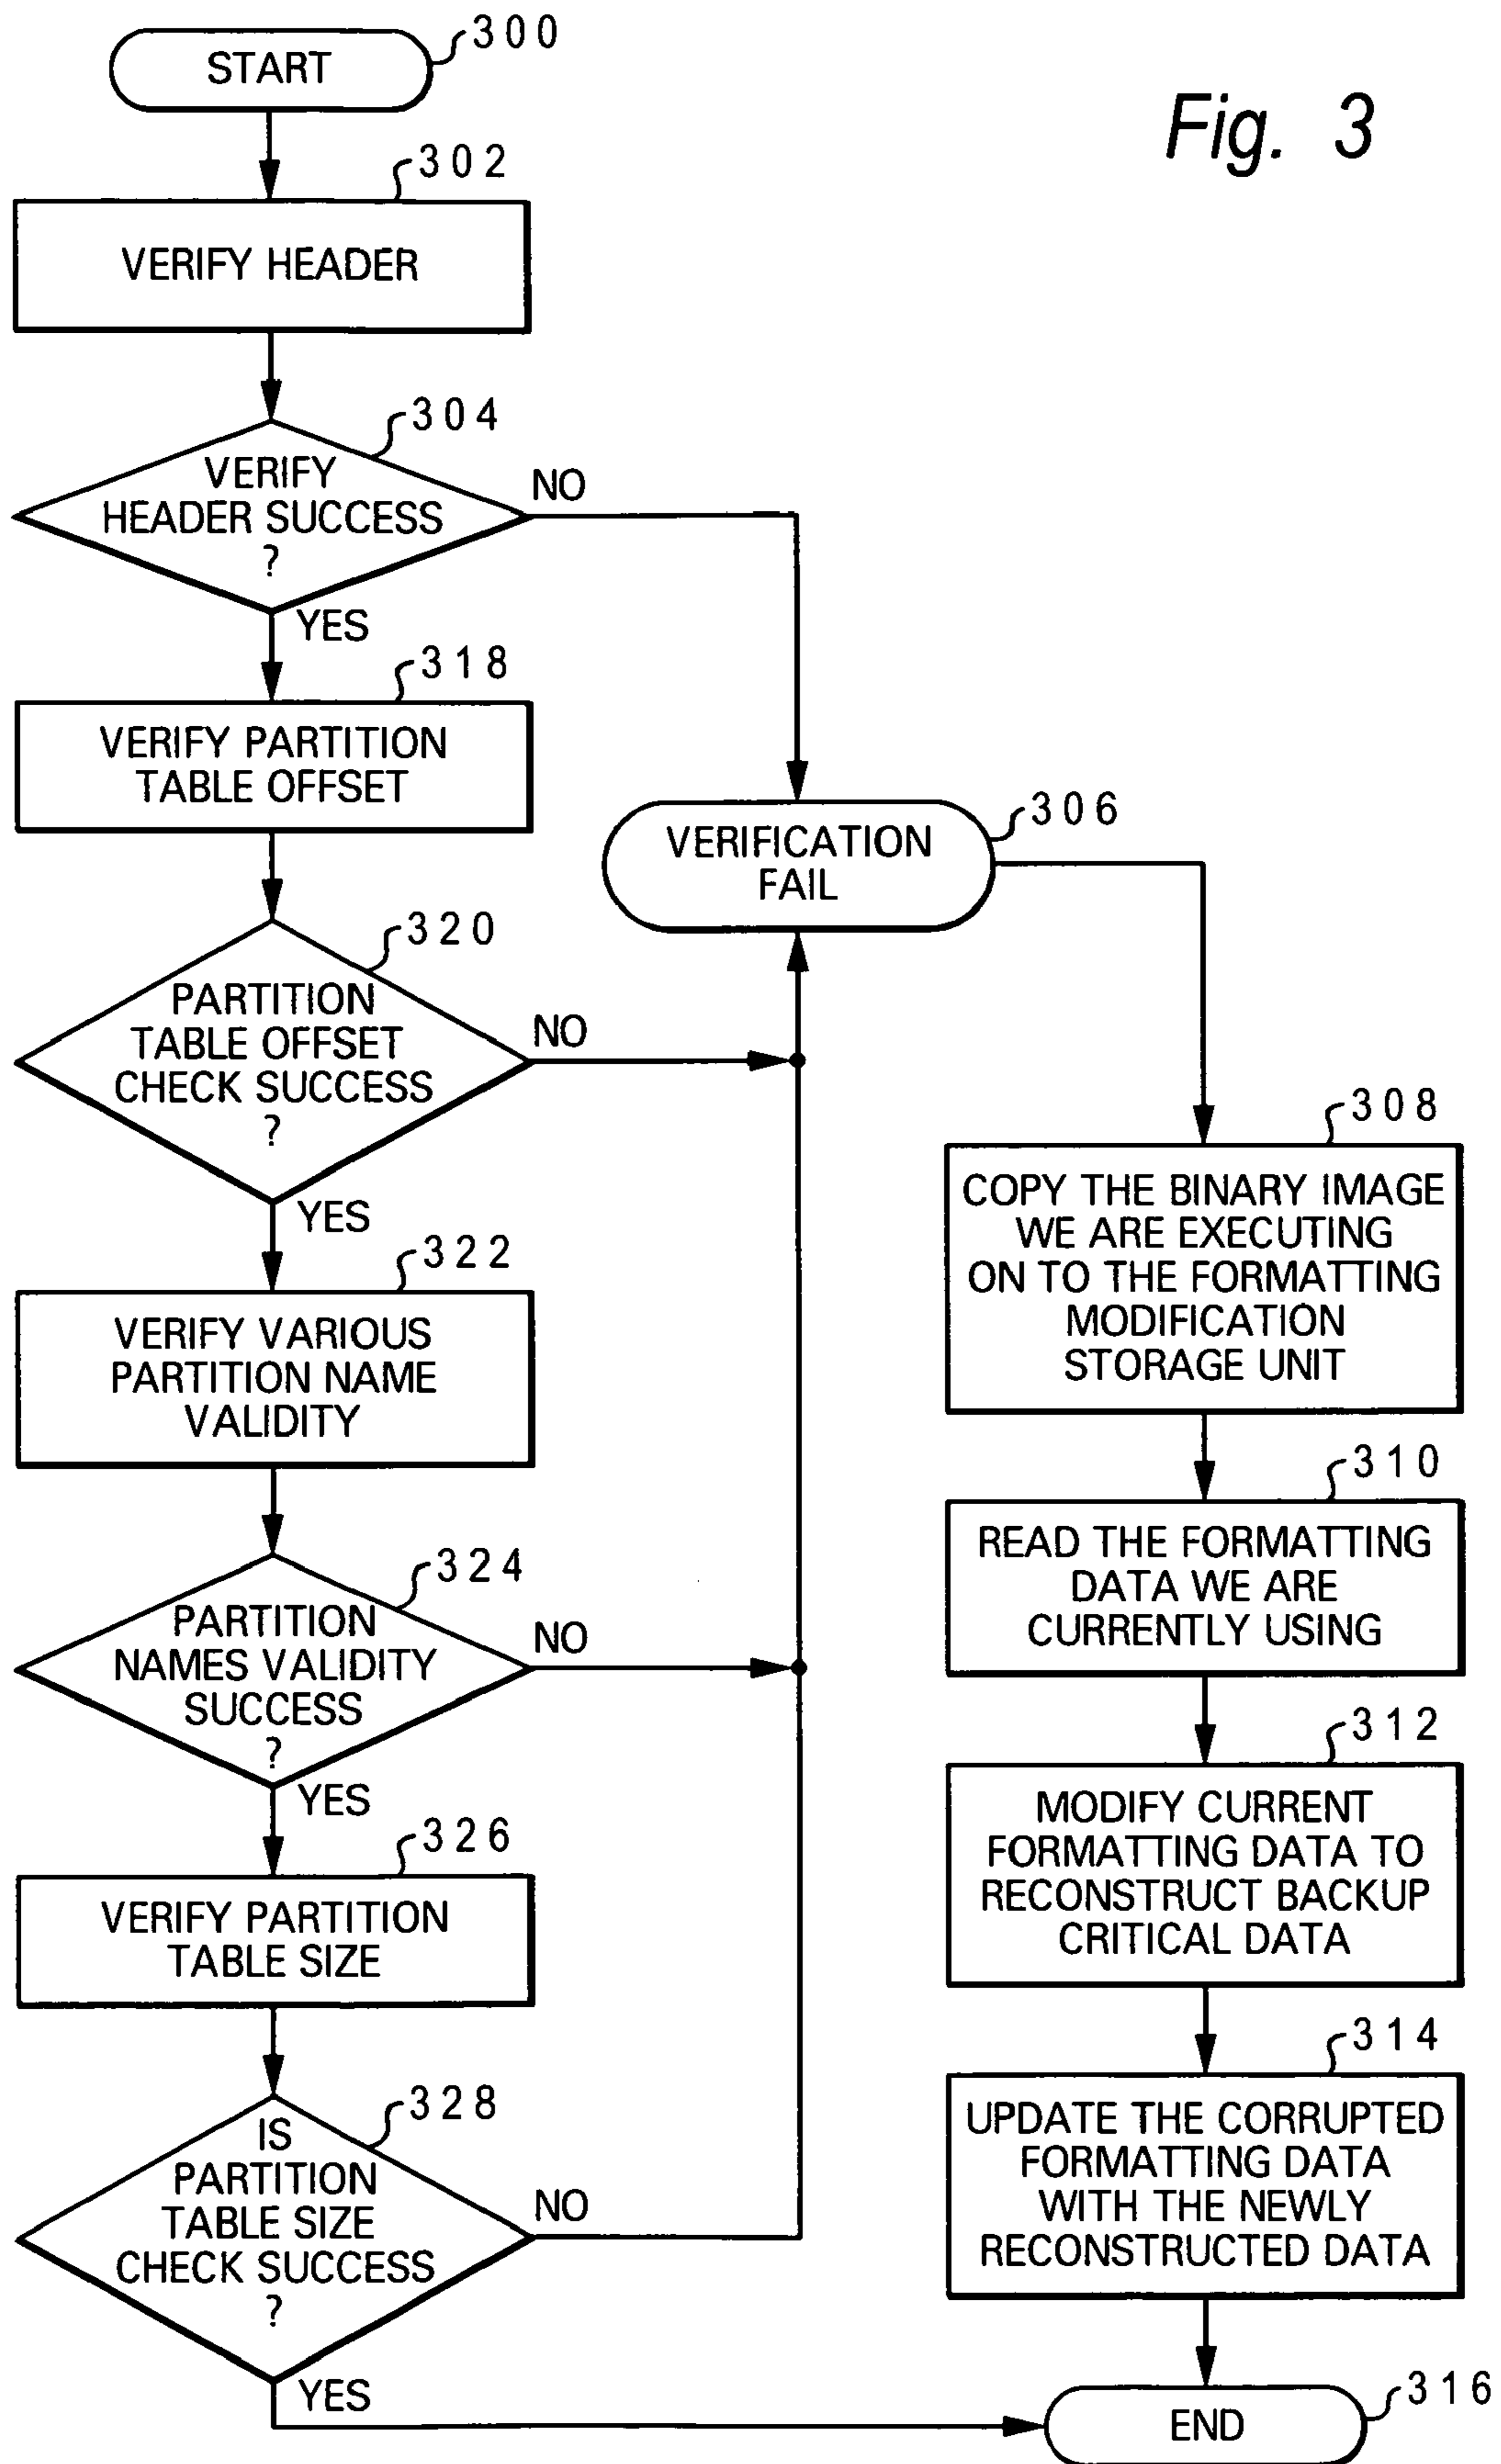 Fig. 3
START
300
302
VERIFY HEADER
304
VERIFY
HEADER SUCCESS
?
NO
YES
318
VERIFY PARTITION
TABLE OFFSET
320
PARTITION
TABLE OFFSET
CHECK SUCCESS
?
NO
YES
322
VERIFY VARIOUS
PARTITION NAME
VALIDITY
324
PARTITION
NAMES VALIDITY
SUCCESS
?
NO
YES
326
VERIFY PARTITION
TABLE SIZE
328
IS
PARTITION
TABLE SIZE
CHECK SUCCESS
?
NO
YES
306
VERIFICATION
FAIL
308
COPY THE BINARY IMAGE
WE ARE EXECUTING
ON TO THE FORMATTING
MODIFICATION
STORAGE UNIT
310
READ THE FORMATTING
DATA WE ARE
CURRENTLY USING
312
MODIFY CURRENT
FORMATTING DATA TO
RECONSTRUCT BACKUP
CRITICAL DATA
314
UPDATE THE CORRUPTED
FORMATTING DATA
WITH THE NEWLY
RECONSTRUCTED DATA
316
END